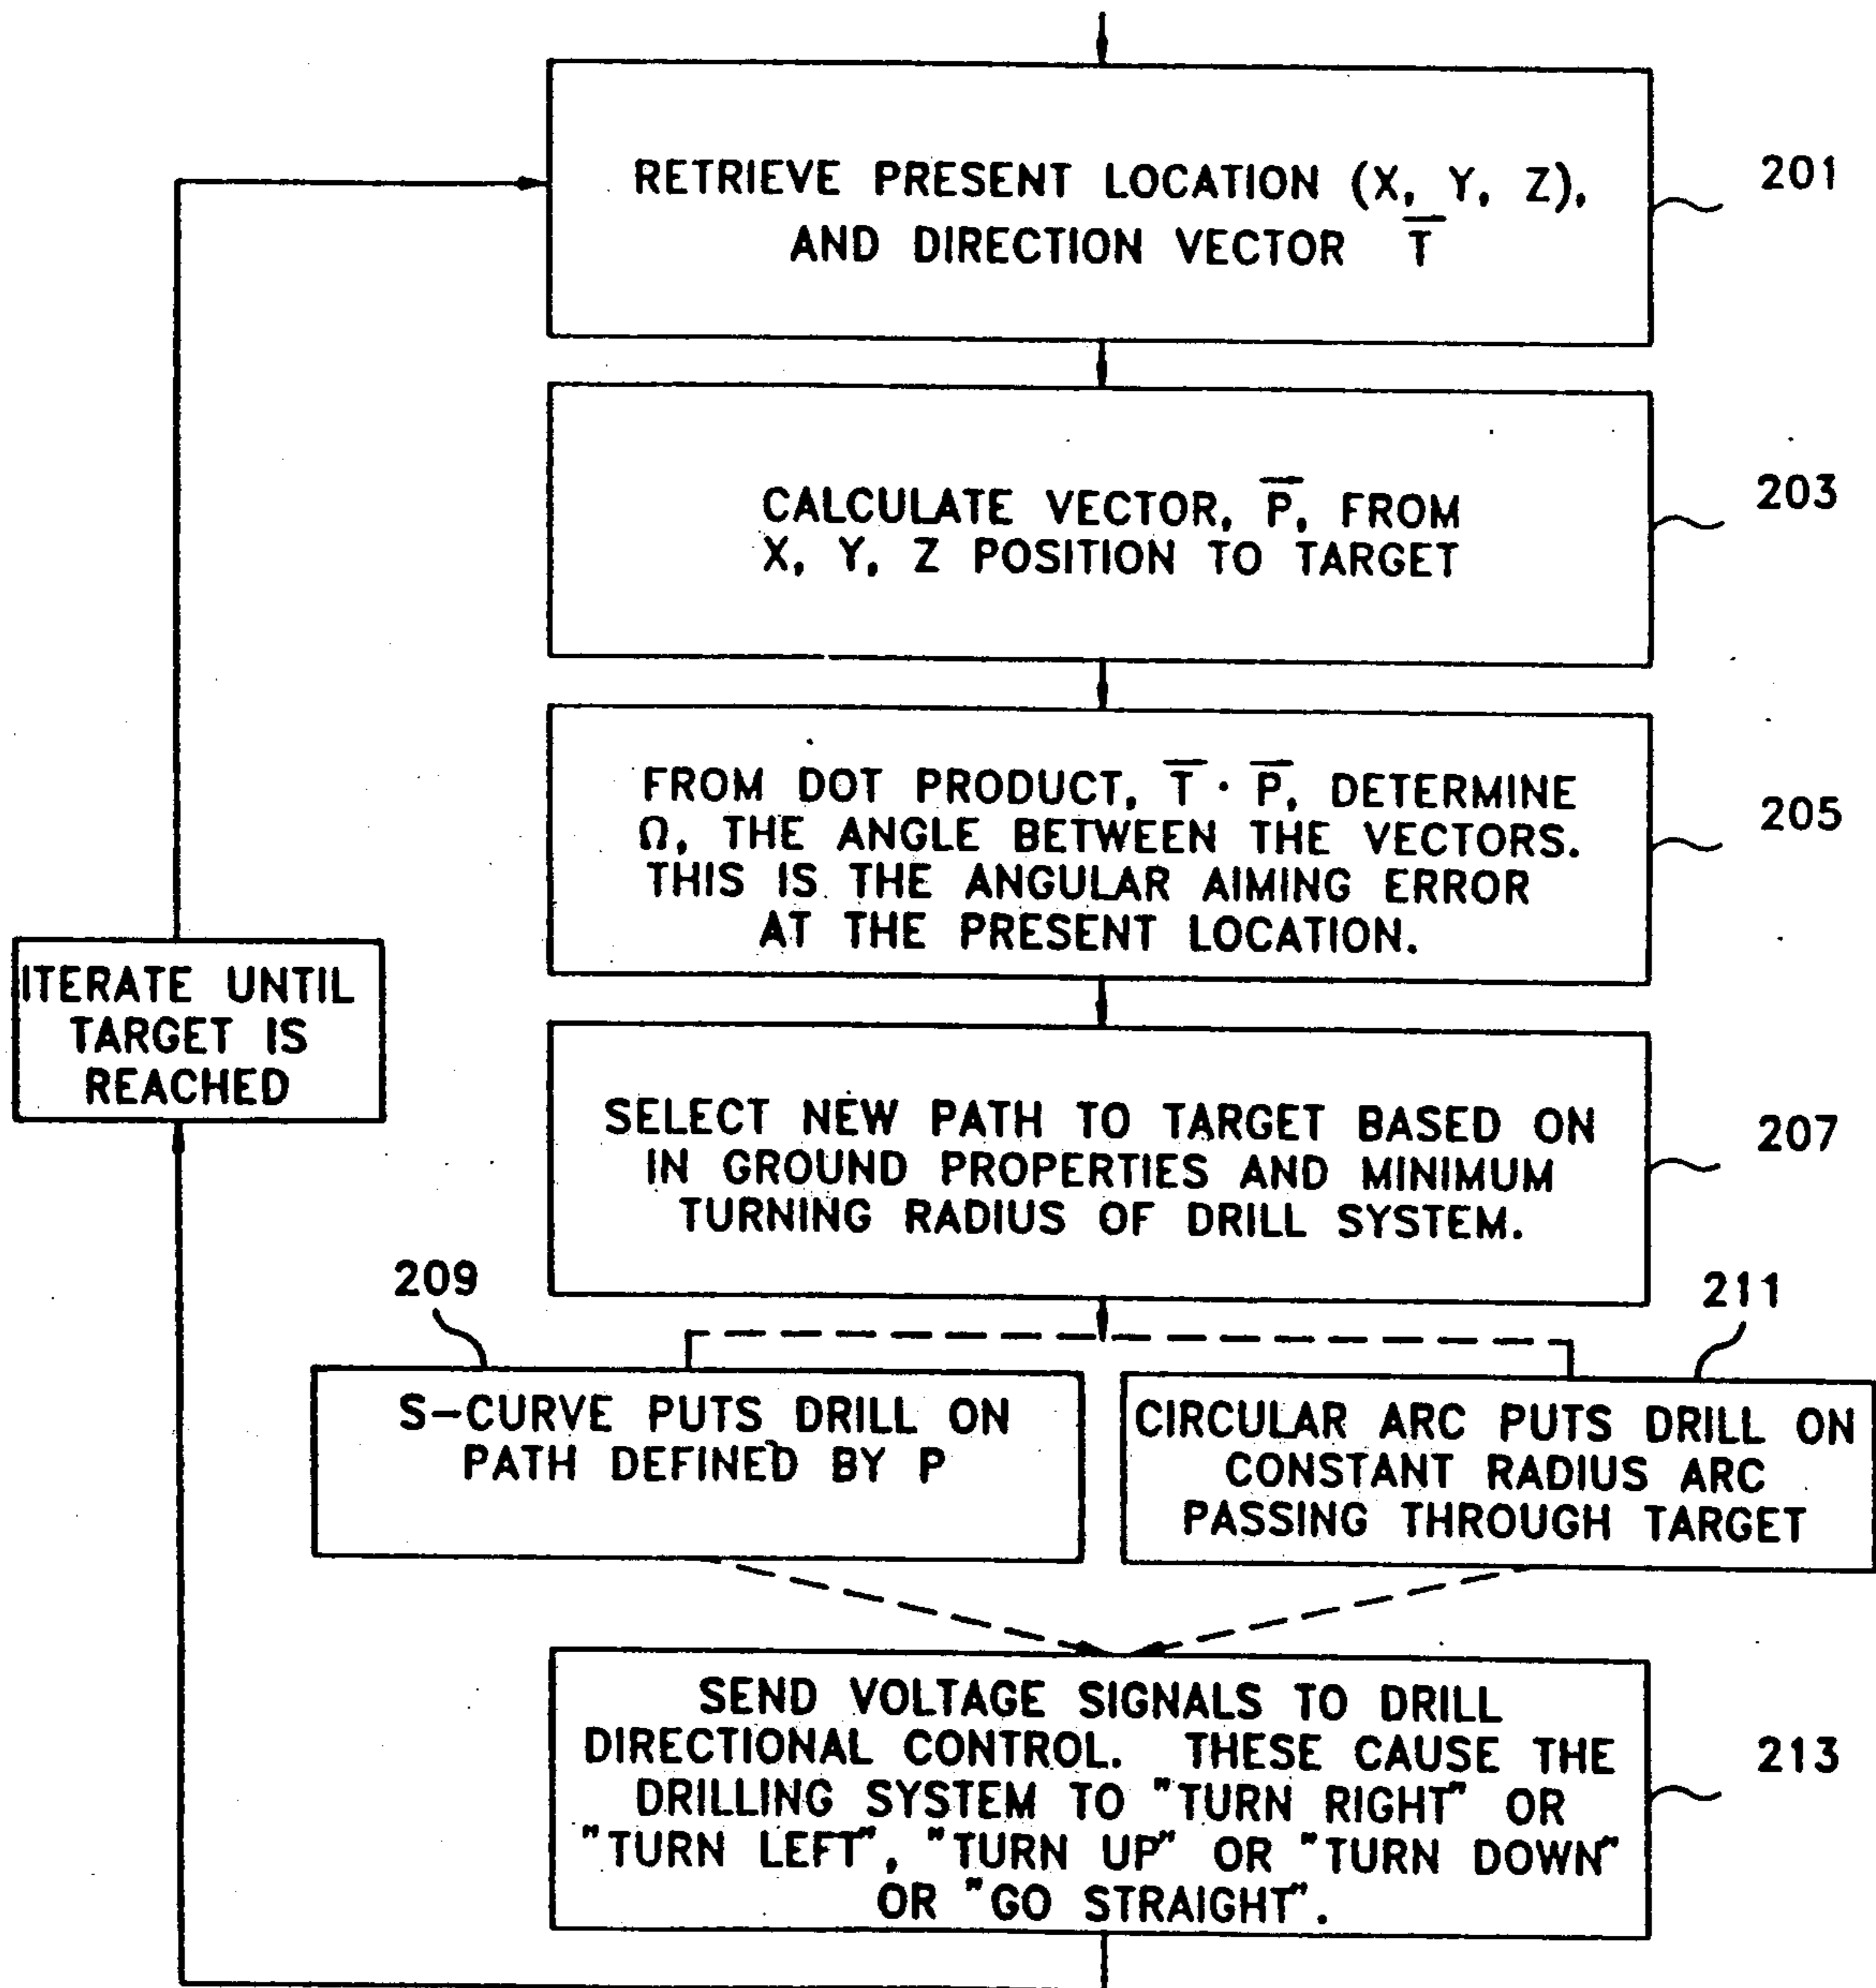 RETRIEVE PRESENT LOCATION (X, Y, Z),
AND DIRECTION VECTOR T̅
201
CALCULATE VECTOR, P̅, FROM
X, Y, Z POSITION TO TARGET
203
FROM DOT PRODUCT, T̅ · P̅, DETERMINE
Ω, THE ANGLE BETWEEN THE VECTORS.
THIS IS THE ANGULAR AIMING ERROR
AT THE PRESENT LOCATION.
205
ITERATE UNTIL
TARGET IS
REACHED
SELECT NEW PATH TO TARGET BASED ON
IN GROUND PROPERTIES AND MINIMUM
TURNING RADIUS OF DRILL SYSTEM.
207
209
211
S-CURVE PUTS DRILL ON
PATH DEFINED BY P
CIRCULAR ARC PUTS DRILL ON
CONSTANT RADIUS ARC
PASSING THROUGH TARGET
SEND VOLTAGE SIGNALS TO DRILL
DIRECTIONAL CONTROL. THESE CAUSE THE
DRILLING SYSTEM TO "TURN RIGHT" OR
"TURN LEFT", "TURN UP" OR "TURN DOWN"
OR "GO STRAIGHT".
213